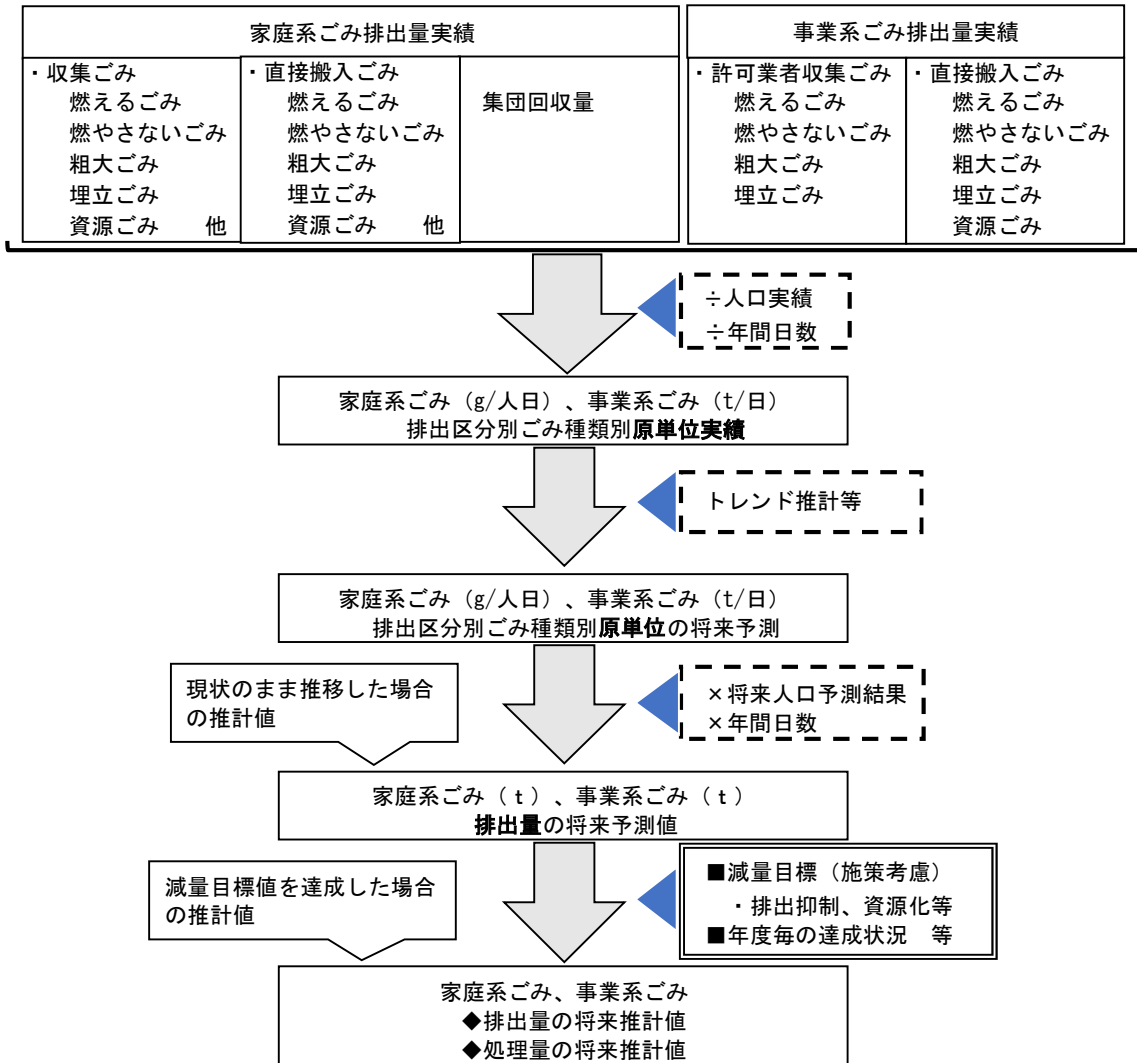 家庭系ごみ排出量実績
・収集ごみ
燃えるごみ
燃やさないごみ
粗大ごみ
埋立ごみ
資源ごみ　　他
・直接搬入ごみ
燃えるごみ
燃やさないごみ
粗大ごみ
埋立ごみ
資源ごみ　　他
集団回収量
事業系ごみ排出量実績
・許可業者収集ごみ
燃えるごみ
燃やさないごみ
粗大ごみ
埋立ごみ
・直接搬入ごみ
燃えるごみ
燃やさないごみ
粗大ごみ
埋立ごみ
資源ごみ
÷人口実績
÷年間日数
家庭系ごみ（g/人日）、事業系ごみ（t/日）
排出区分別ごみ種類別原単位実績
トレンド推計等
家庭系ごみ（g/人日）、事業系ごみ（t/日）
排出区分別ごみ種類別原単位の将来予測
現状のまま推移した場合
の推計値
×将来人口予測結果
×年間日数
家庭系ごみ（ｔ）、事業系ごみ（ｔ）
排出量の将来予測値
減量目標値を達成した場合
の推計値
■減量目標（施策考慮）
・排出抑制、資源化等
■年度毎の達成状況　等
家庭系ごみ、事業系ごみ
◆排出量の将来推計値
◆処理量の将来推計値